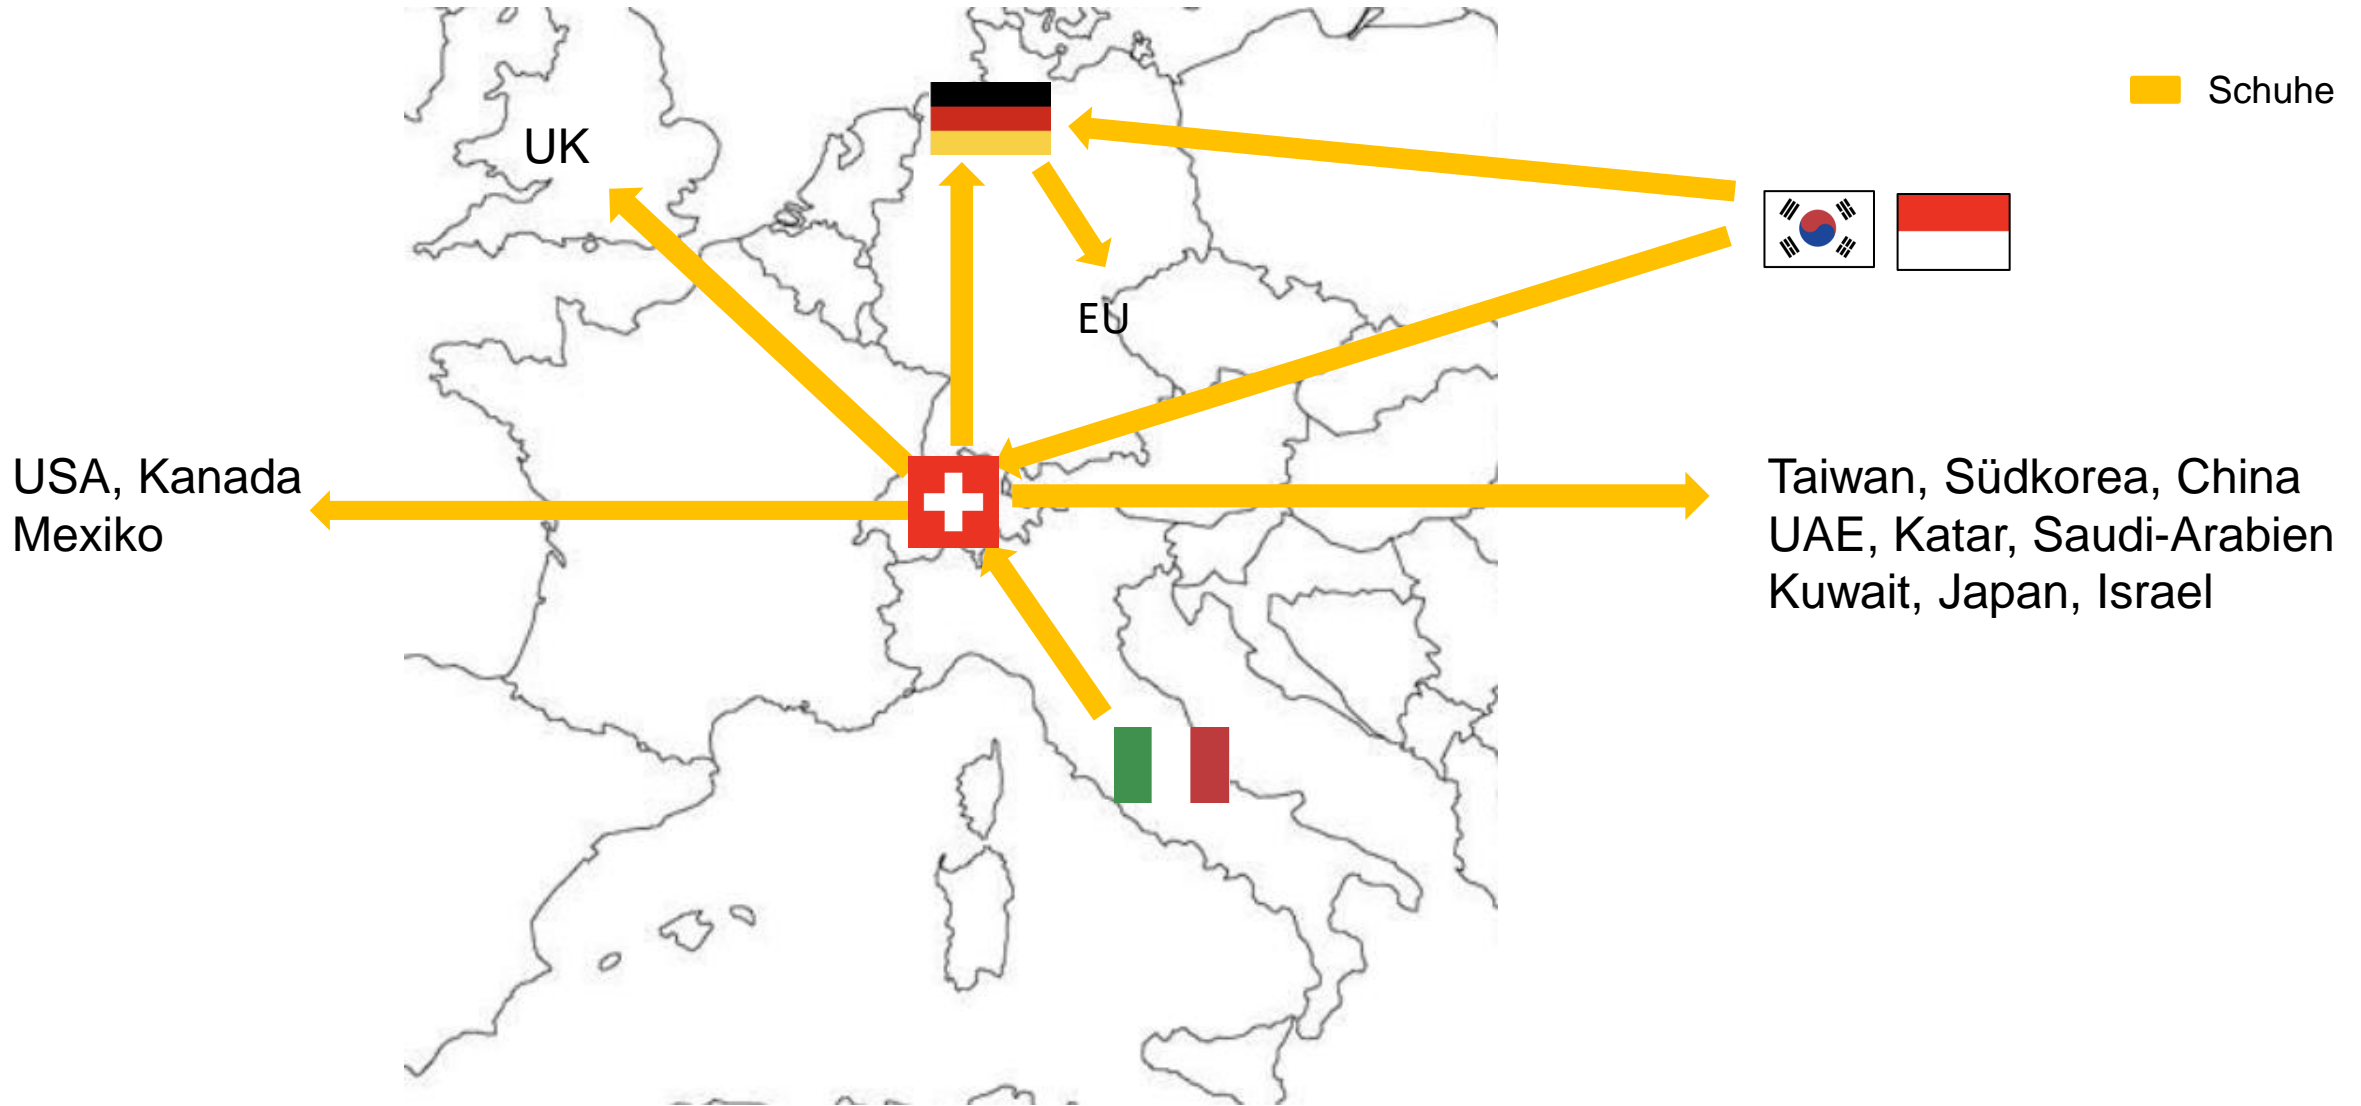 Schuhe
UK
EU
USA, Kanada
Mexiko
Taiwan, Südkorea, China
UAE, Katar, Saudi-Arabien
Kuwait, Japan, Israel